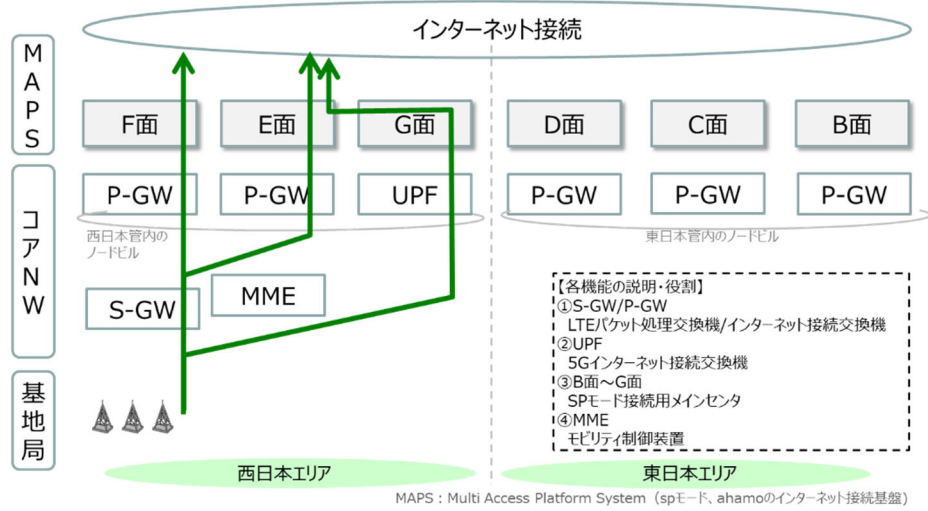 インターネット接続
MAPS
F面
E面
G面
D面
C面
B面
コアNW
P-GW
P-GW
UPF
P-GW
P-GW
P-GW
西日本管内の
ノードビル
東日本管内のノードビル
S-GW
MME
【各機能の説明・役割】
①S-GW/P-GW
LTEパケット処理交換機/インターネット接続交換機
②UPF
5Gインターネット接続交換機
③B面～G面
SPモード接続用メインセンタ
④MME
モビリティ制御装置
基地局
西日本エリア
東日本エリア
MAPS：Multi Access Platform System（spモード、ahamoのインターネット接続基盤)